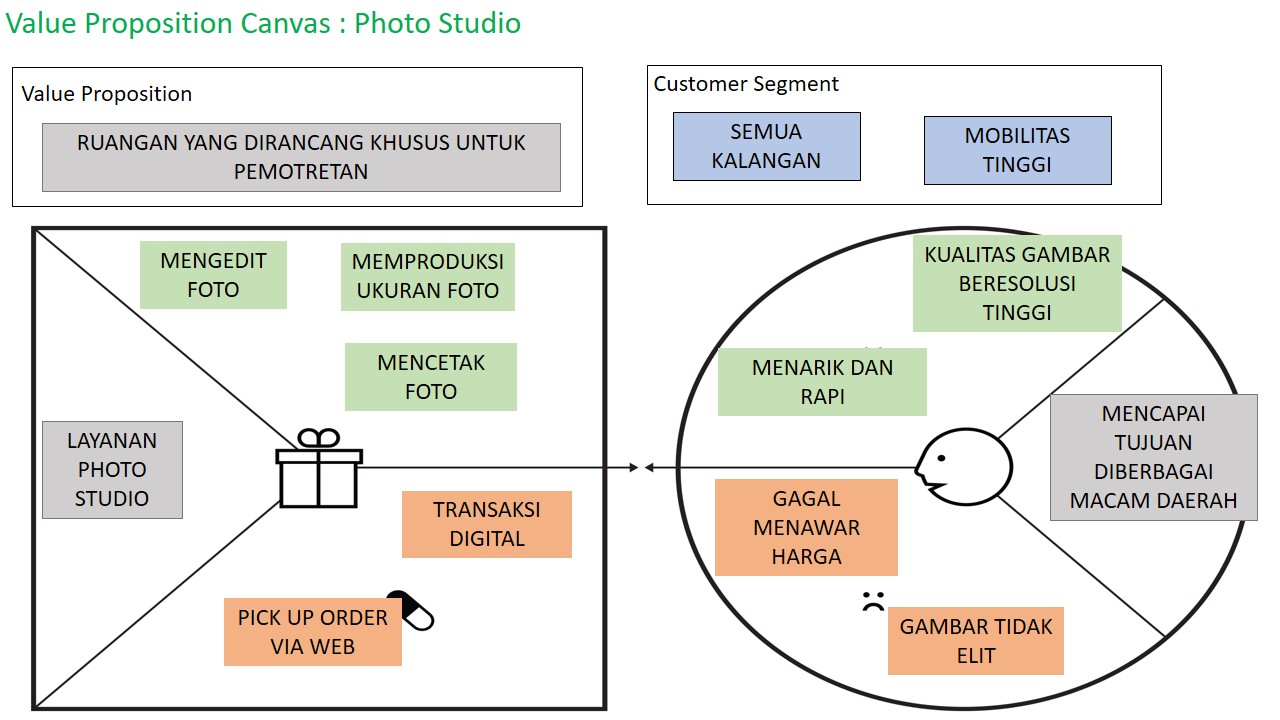 Value Proposition Canvas : Photo Studio
Value Proposition
RUANGAN YANG DIRANCANG KHUSUS UNTUK
PEMOTRETAN
Customer Segment
SEMUA
KALANGAN
MOBILITAS
TINGGI
MENGEDIT
FOTO
MEMPRODUKSI
UKURAN FOTO
MENCETAK
FOTO
LAYANAN
PHOTO
STUDIO
TRANSAKSI
DIGITAL
PICK UP ORDER
VIA WEB
KUALITAS GAMBAR
BERESOLUSI
TINGGI
MENARIK DAN
RAPI
MENCAPAI
TUJUAN
DIBERBAGAI
MACAM DAERAH
GAGAL
MENAWAR
HARGA
GAMBAR TIDAK
ELIT